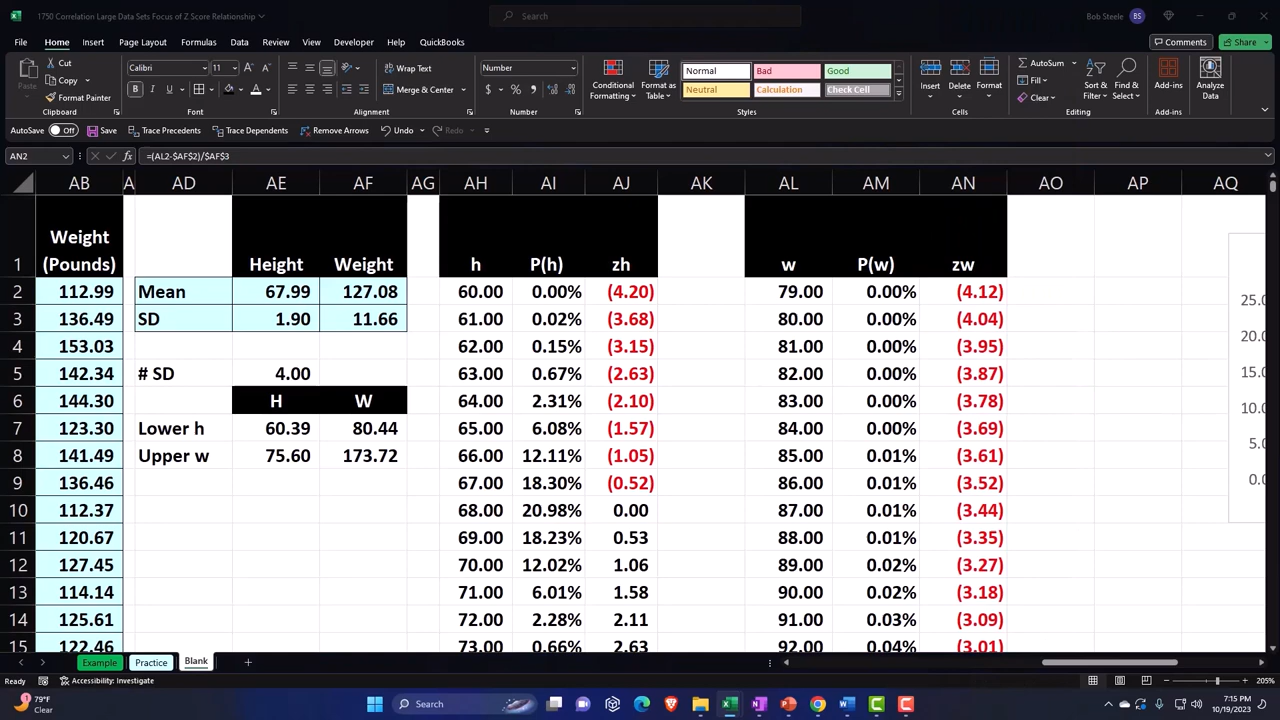 1750 Correlation Large Data Sets Focus of Z Score Relationship
Search
Bob Steele BS
File Home Insert Page Layout Formulas Data Review View Developer Automate Help QuickBooks
Comments Share
Cut
Copy
Format Painter
Paste
Clipboard
Calibri 11
B I U
Font
Wrap Text
Merge & Center
Alignment
Number
$ % ,
Number
Conditional Formatting
Format as Table
Normal Bad Good
Neutral Calculation Check Cell
Styles
Insert Delete Format
Cells
AutoSum
Fill
Clear
Sort & Filter
Find & Select
Editing
Add-ins
Add-ins
Analyze Data
AutoSave Off Save Trace Precedents Trace Dependents Remove Arrows Undo Redo
AN2 fx =(AL2-$AF$2)/$AF$3
AB A AD AE AF AG AH AI AJ AK AL AM AN AO AP AQ
1 Weight (Pounds) Height Weight h P(h) zh w P(w) zw
2 112.99 Mean 67.99 127.08 60.00 0.00% (4.20) 79.00 0.00% (4.12)
3 136.49 SD 1.90 11.66 61.00 0.02% (3.68) 80.00 0.00% (4.04) 25.0
4 153.03 62.00 0.15% (3.15) 81.00 0.00% (3.95) 20.0
5 142.34 # SD 4.00 63.00 0.67% (2.63) 82.00 0.00% (3.87) 15.0
6 144.30 H W 64.00 2.31% (2.10) 83.00 0.00% (3.78) 10.0
7 123.30 Lower h 60.39 80.44 65.00 6.08% (1.57) 84.00 0.00% (3.69) 5.0
8 141.49 Upper w 75.60 173.72 66.00 12.11% (1.05) 85.00 0.01% (3.61)
9 136.46 67.00 18.30% (0.52) 86.00 0.01% (3.52) 0.0
10 112.37 68.00 20.98% 0.00 87.00 0.01% (3.44)
11 120.67 69.00 18.23% 0.53 88.00 0.01% (3.35)
12 127.45 70.00 12.02% 1.06 89.00 0.02% (3.27)
13 114.14 71.00 6.01% 1.58 90.00 0.02% (3.18)
14 125.61 72.00 2.28% 2.11 91.00 0.03% (3.09)
15 122.46 73.00 0.66% 2.63 92.00 0.04% (3.01)
Example Practice Blank
Ready Accessibility: Investigate 205%
79°F
Clear
Search
7:15 PM
10/19/2023